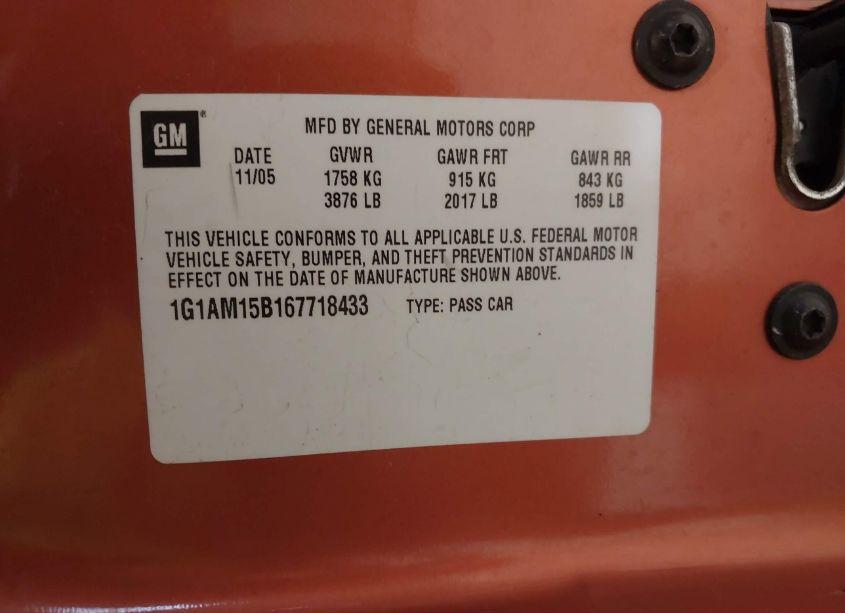 GM
MFD BY GENERAL MOTORS CORP
DATE GVWR GAWR FRT GAWR RR
11/05 1758 KG 915 KG 843 KG
3876 LB 2017 LB 1859 LB
THIS VEHICLE CONFORMS TO ALL APPLICABLE U.S. FEDERAL MOTOR
VEHICLE SAFETY, BUMPER, AND THEFT PREVENTION STANDARDS IN
EFFECT ON THE DATE OF MANUFACTURE SHOWN ABOVE.
1G1AM15B167718433 TYPE: PASS CAR